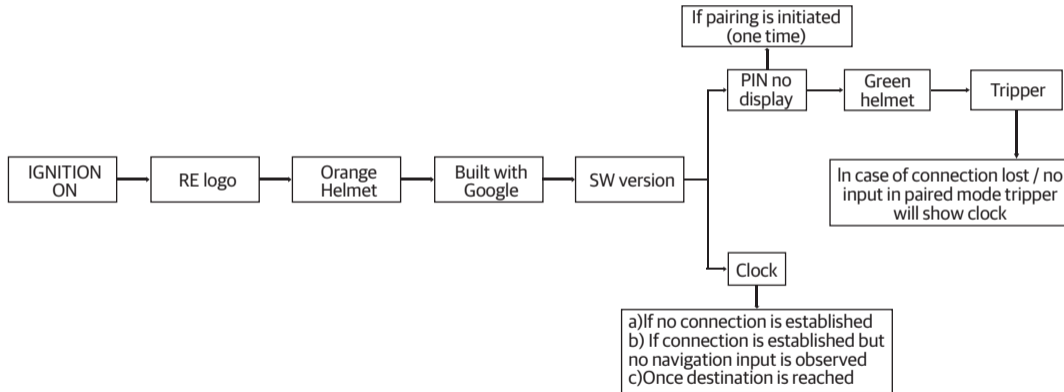 If pairing is initiated
(one time)
PIN no
display
Green
helmet
Tripper
IGNITION
ON
RE logo
Orange
Helmet
Built with
Google
SW version
In case of connection lost / no
input in paired mode tripper
will show clock
Clock
a)If no connection is established
b) If connection is established but
no navigation input is observed
c)Once destination is reached